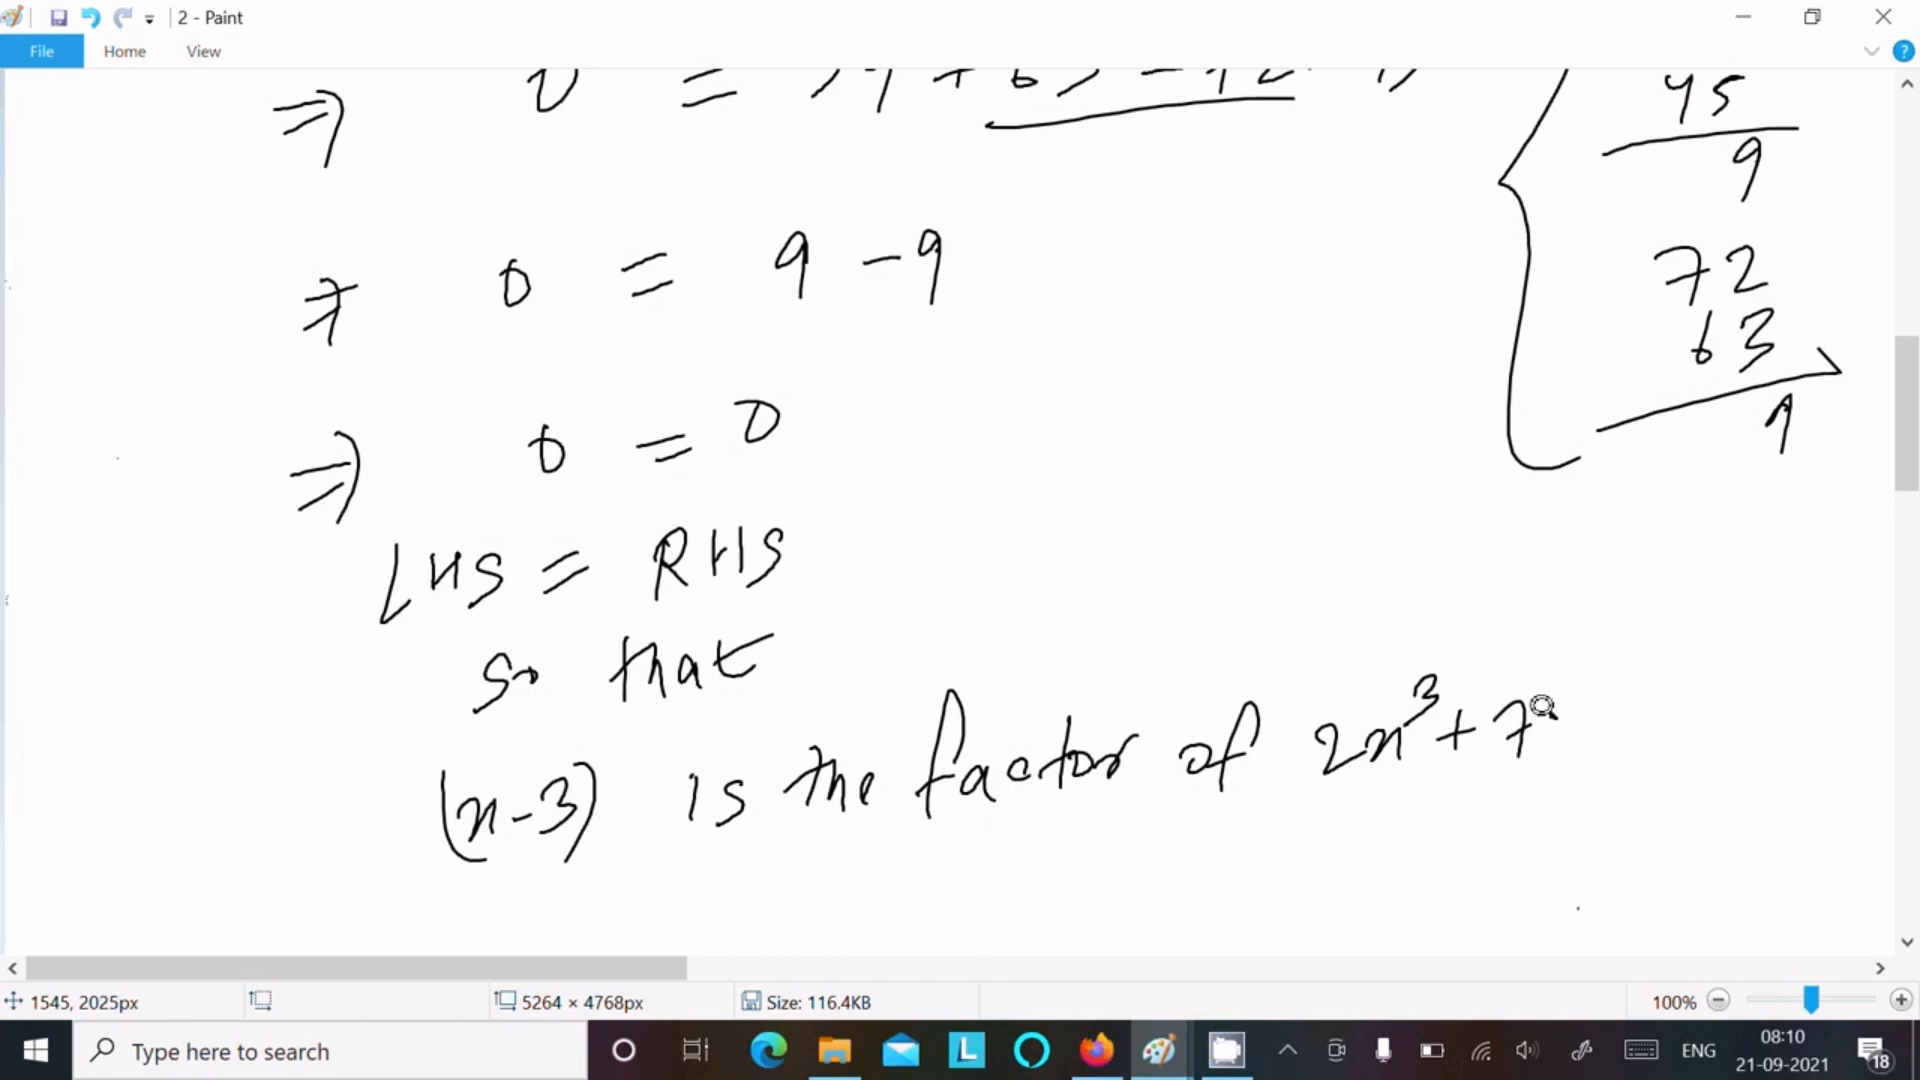 2 - Paint
File Home View
45
9
⇒ 0 = 9 - 9
72
63
9
⇒ 0 = 0
LHS = RHS
so that
(x-3) is the factor of 2x³+7
1545, 2025px
5264 × 4768px
Size: 116.4KB
100%
Type here to search
ENG
08:10
21-09-2021
18